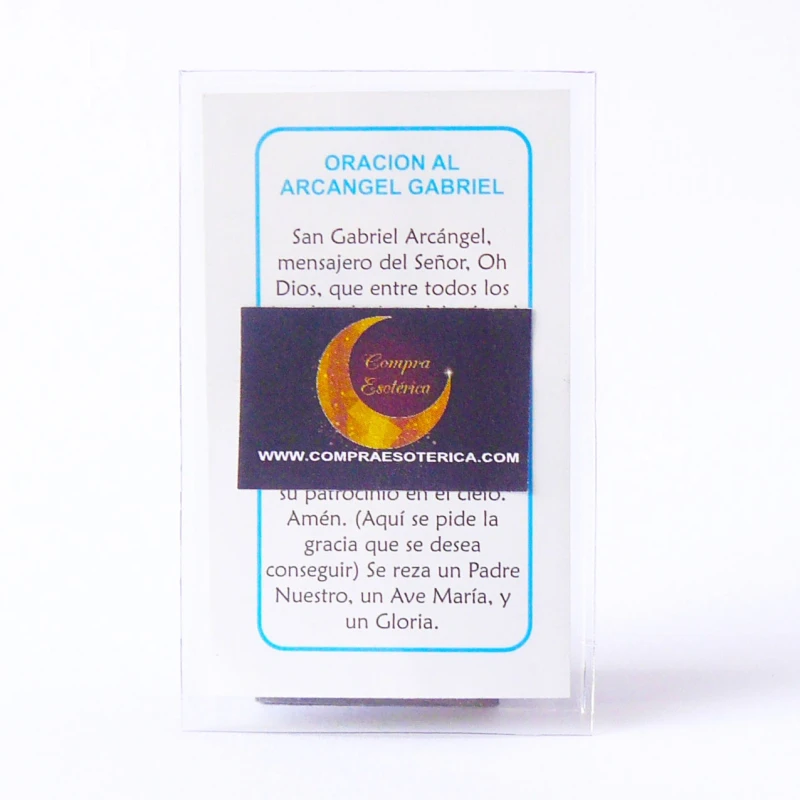 ORACION AL
ARCANGEL GABRIEL
San Gabriel Arcángel,
mensajero del Señor, Oh
Dios, que entre todos los
Compra
Esotérica
WWW.COMPRAESOTERICA.COM
su patrocinio en el cielo.
Amén. (Aquí se pide la
gracia que se desea
conseguir) Se reza un Padre
Nuestro, un Ave María, y
un Gloria.